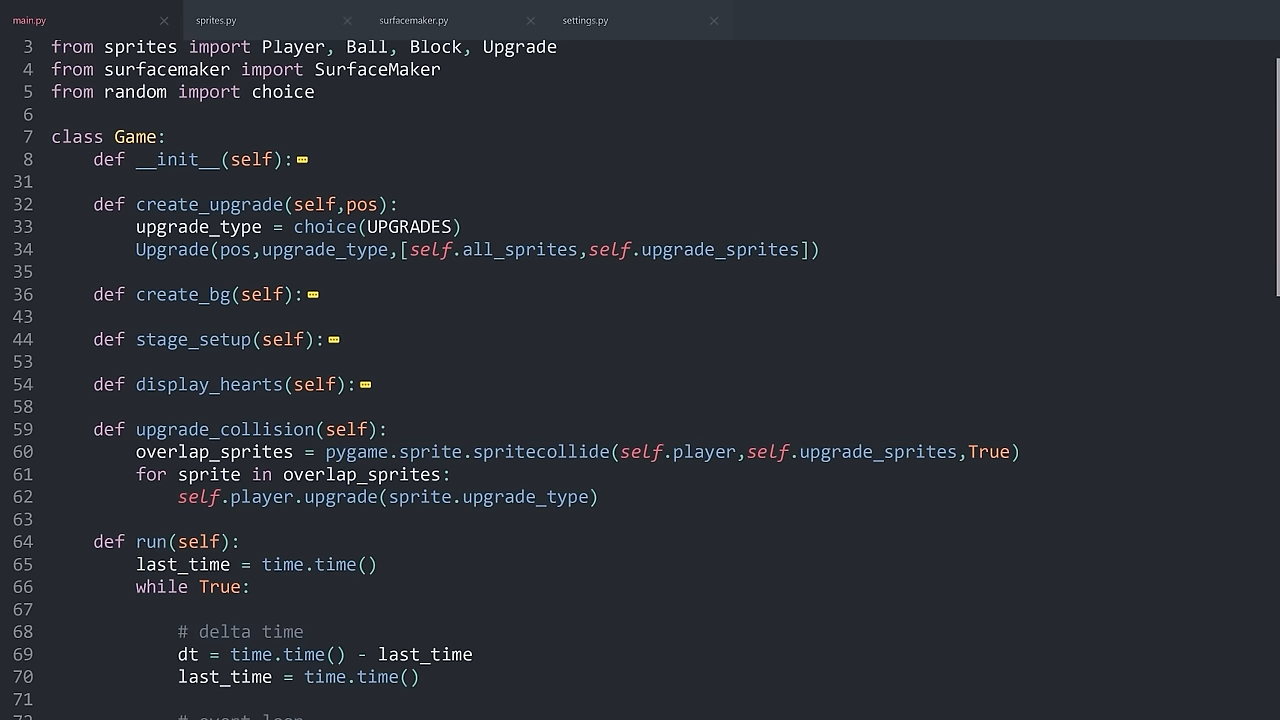 main.py sprites.py surfacemaker.py settings.py
3 from sprites import Player, Ball, Block, Upgrade
4 from surfacemaker import SurfaceMaker
5 from random import choice
6
7 class Game:
8 def __init__(self):
31
32 def create_upgrade(self,pos):
33 upgrade_type = choice(UPGRADES)
34 Upgrade(pos,upgrade_type,[self.all_sprites,self.upgrade_sprites])
35
36 def create_bg(self):
43
44 def stage_setup(self):
53
54 def display_hearts(self):
58
59 def upgrade_collision(self):
60 overlap_sprites = pygame.sprite.spritecollide(self.player,self.upgrade_sprites,True)
61 for sprite in overlap_sprites:
62 self.player.upgrade(sprite.upgrade_type)
63
64 def run(self):
65 last_time = time.time()
66 while True:
67
68 # delta time
69 dt = time.time() - last_time
70 last_time = time.time()
71
72 # event loop